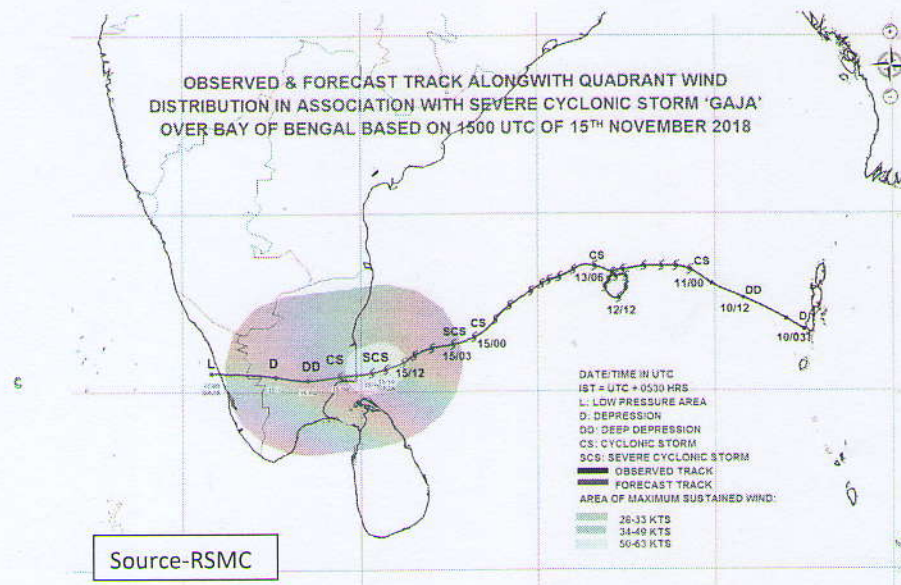 OBSERVED & FORECAST TRACK ALONGWITH QUADRANT WIND
DISTRIBUTION IN ASSOCIATION WITH SEVERE CYCLONIC STORM ‘GAJA’
OVER BAY OF BENGAL BASED ON 1500 UTC OF 15TH NOVEMBER 2018
CS
13/06
CS
11/00
12/12
DD
10/12
D
10/03
SCS
15/03
CS
15/00
L
D
DD
CS
SCS
15/12
DATE/TIME IN UTC
IST = UTC + 0530 HRS
L: LOW PRESSURE AREA
D: DEPRESSION
DD: DEEP DEPRESSION
CS: CYCLONIC STORM
SCS: SEVERE CYCLONIC STORM
OBSERVED TRACK
FORECAST TRACK
AREA OF MAXIMUM SUSTAINED WIND:
28-33 KTS
34-49 KTS
50-63 KTS
Source-RSMC